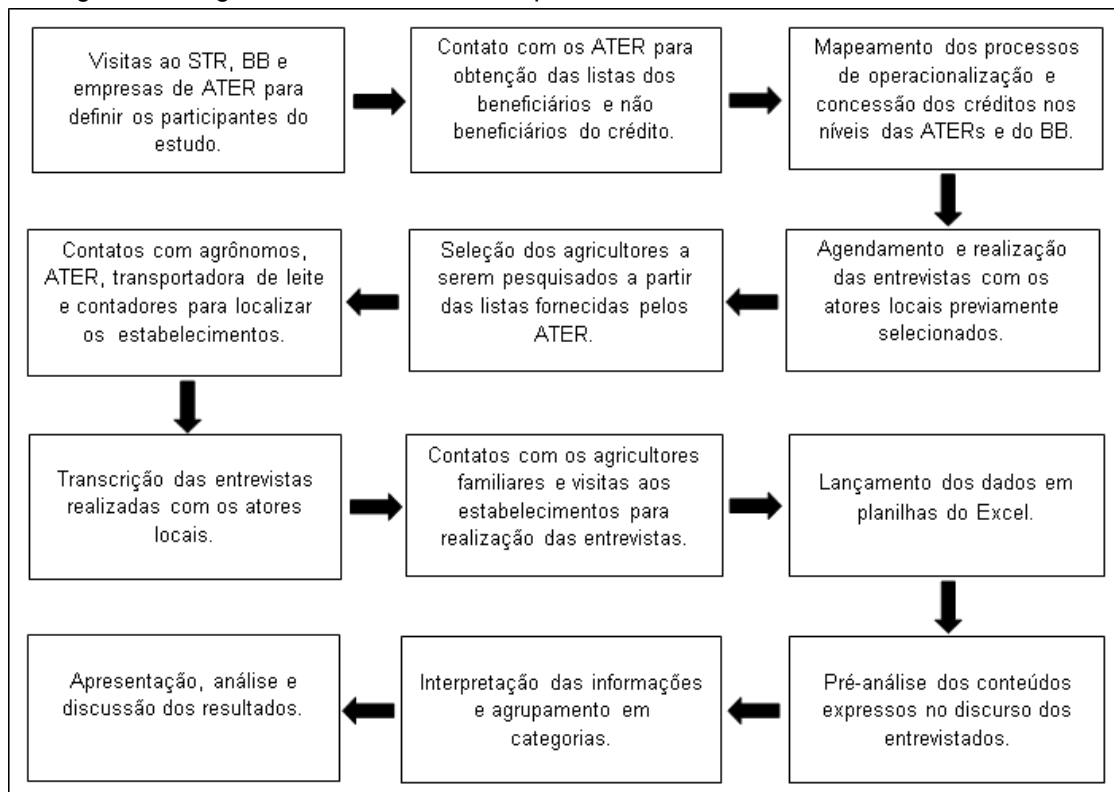 Visitas ao STR, BB e
empresas de ATER para
definir os participantes do
estudo.
Contato com os ATER para
obtenção das listas dos
beneficiários e não
beneficiários do crédito.
Mapeamento dos processos
de operacionalização e
concessão dos créditos nos
níveis das ATERs e do BB.
Agendamento e realização
das entrevistas com os
atores locais previamente
selecionados.
Seleção dos agricultores a
serem pesquisados a partir
das listas fornecidas pelos
ATER.
Contatos com agrônomos,
ATER, transportadora de leite
e contadores para localizar
os estabelecimentos.
Transcrição das entrevistas
realizadas com os atores
locais.
Contatos com os agricultores
familiares e visitas aos
estabelecimentos para
realização das entrevistas.
Lançamento dos dados em
planilhas do Excel.
Pré-análise dos conteúdos
expressos no discurso dos
entrevistados.
Interpretação das informações
e agrupamento em
categorias.
Apresentação, análise e
discussão dos resultados.